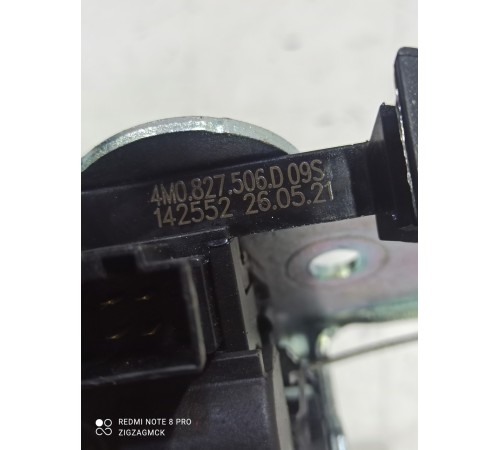 4M0.827.506.D 09S
142552 26.05.21
REDMI NOTE 8 PRO
ZIGZAGMCK